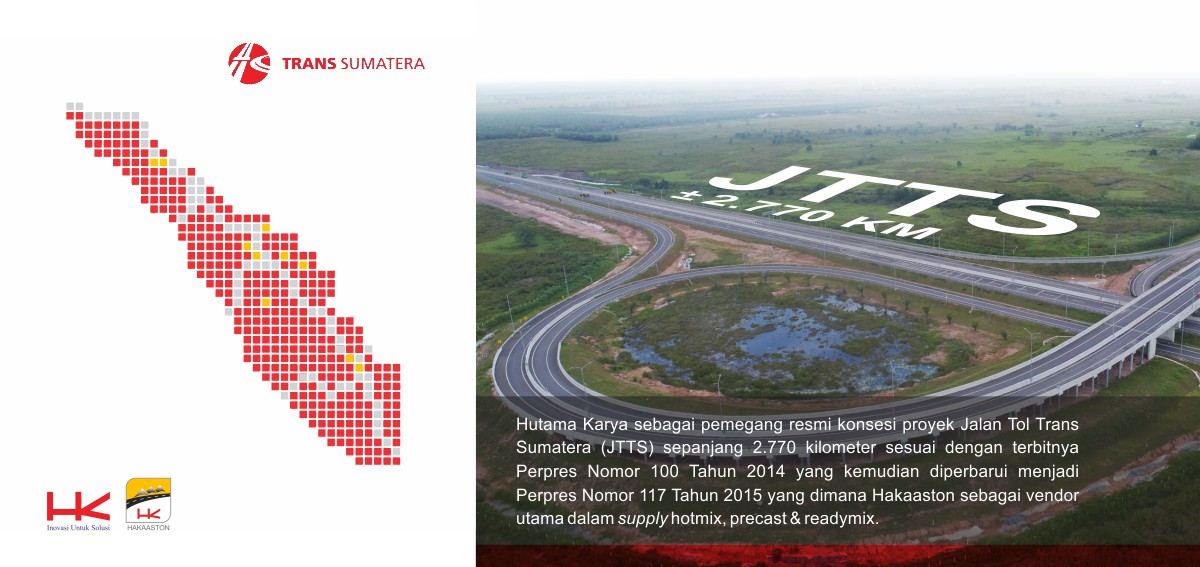 TRANS SUMATERA
HK
Inovasi Untuk Solusi
HK
HAKAASTON
JTTS
± 2.770 KM
Hutama Karya sebagai pemegang resmi konsesi proyek Jalan Tol Trans
Sumatera (JTTS) sepanjang 2.770 kilometer sesuai dengan terbitnya
Perpres Nomor 100 Tahun 2014 yang kemudian diperbarui menjadi
Perpres Nomor 117 Tahun 2015 yang dimana Hakaaston sebagai vendor
utama dalam supply hotmix, precast & readymix.